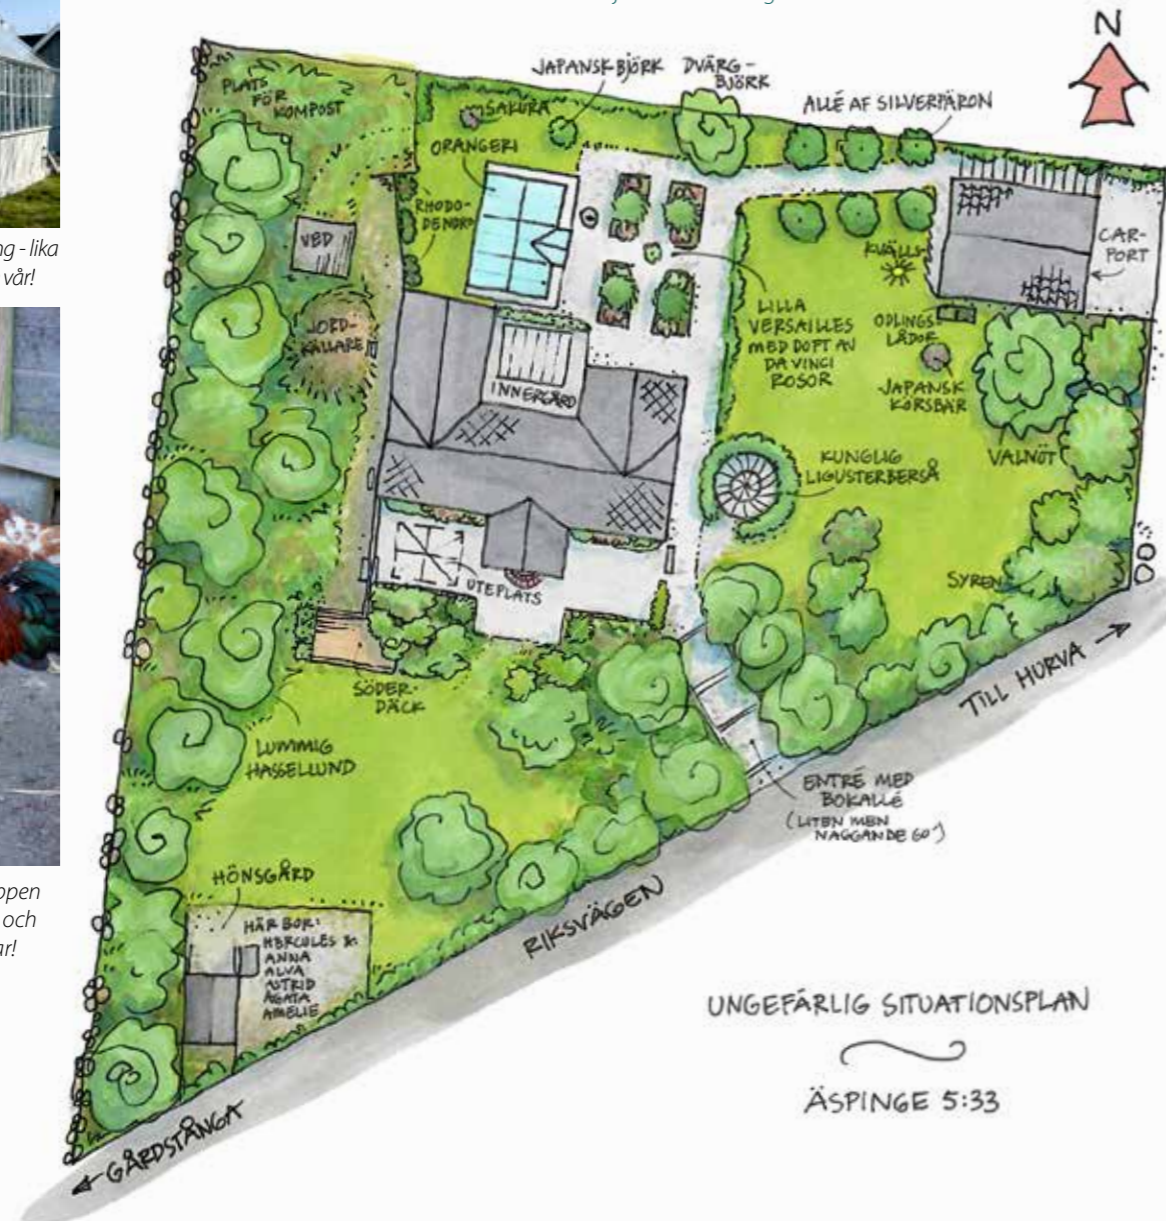 ng - lika
vår!
ppen
och
ar!
N
JAPANSK BJÖRK
DVÄRG-
BJÖRK
ALLÉ AF SILVERPÄRON
PLATS
FÖR
KOMPOST
SAKURA
ORANGERI
RHODO-
DENDRON
VED
CAR-
PORT
KVÄLLS-
JORD-
KÄLLARE
LILLA
VERSAILLES
MED DOFT AV
DA VINCI
ROSOR
ODLINGS-
LÅDOR
JAPANSK
KÖRSBÄR
INNERGÅRD
VALNÖT
KUNGLIG
LIGUSTERBERSÅ
UTEPLATS
SYREN
SÖDER-
DÄCK
TILL HURVA
LUMMIG
HASSELLUND
ENTRÉ MED
BOKALLÉ
(LITEN MEN
NAGGANDE GO')
HÖNSGÅRD
HÄR BOR:
HERCULES &
ANNA
ALVA
ASTRID
AGATA
AMELIE
RIKSVÄGEN
GÅRDSTÅNGA
UNGEFÄRLIG SITUATIONSPLAN
ÄSPINGE 5:33